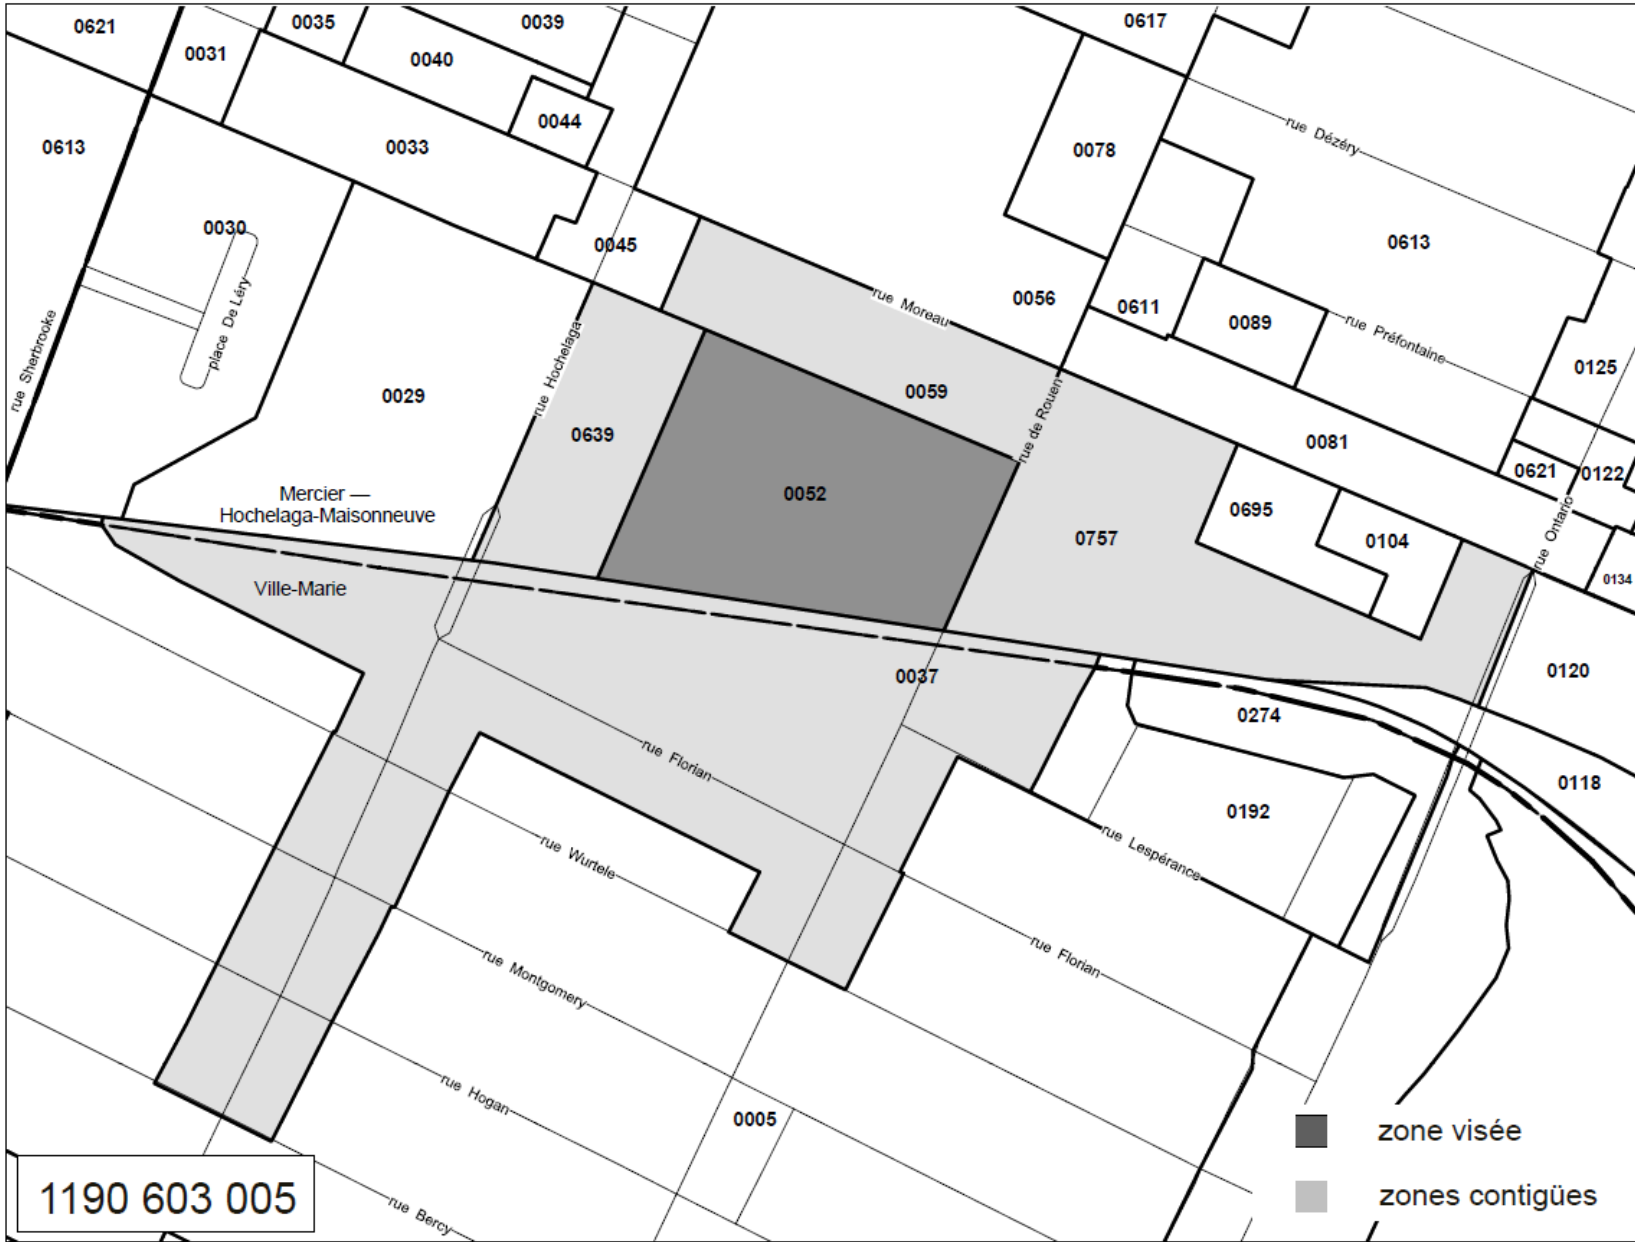 0621
0035
0039
0617
0031
0040
0044
0078
rue Dézéry
0613
0033
0613
0030
0045
place De Léry
rue Moreau
0056
0611
0089
rue Préfontaine
rue Sherbrooke
0029
rue Hochelaga
0059
rue de Rouen
0125
0639
0081
0621
0122
Mercier —
Hochelaga-Maisonneuve
0052
0695
0757
0104
rue Ontario
0134
Ville-Marie
0037
0120
0274
rue Florian
0118
0192
rue Wurtele
rue Lespérance
rue Montgomery
rue Florian
rue Hogan
0005
zone visée
1190 603 005
zones contigües
rue Bercy